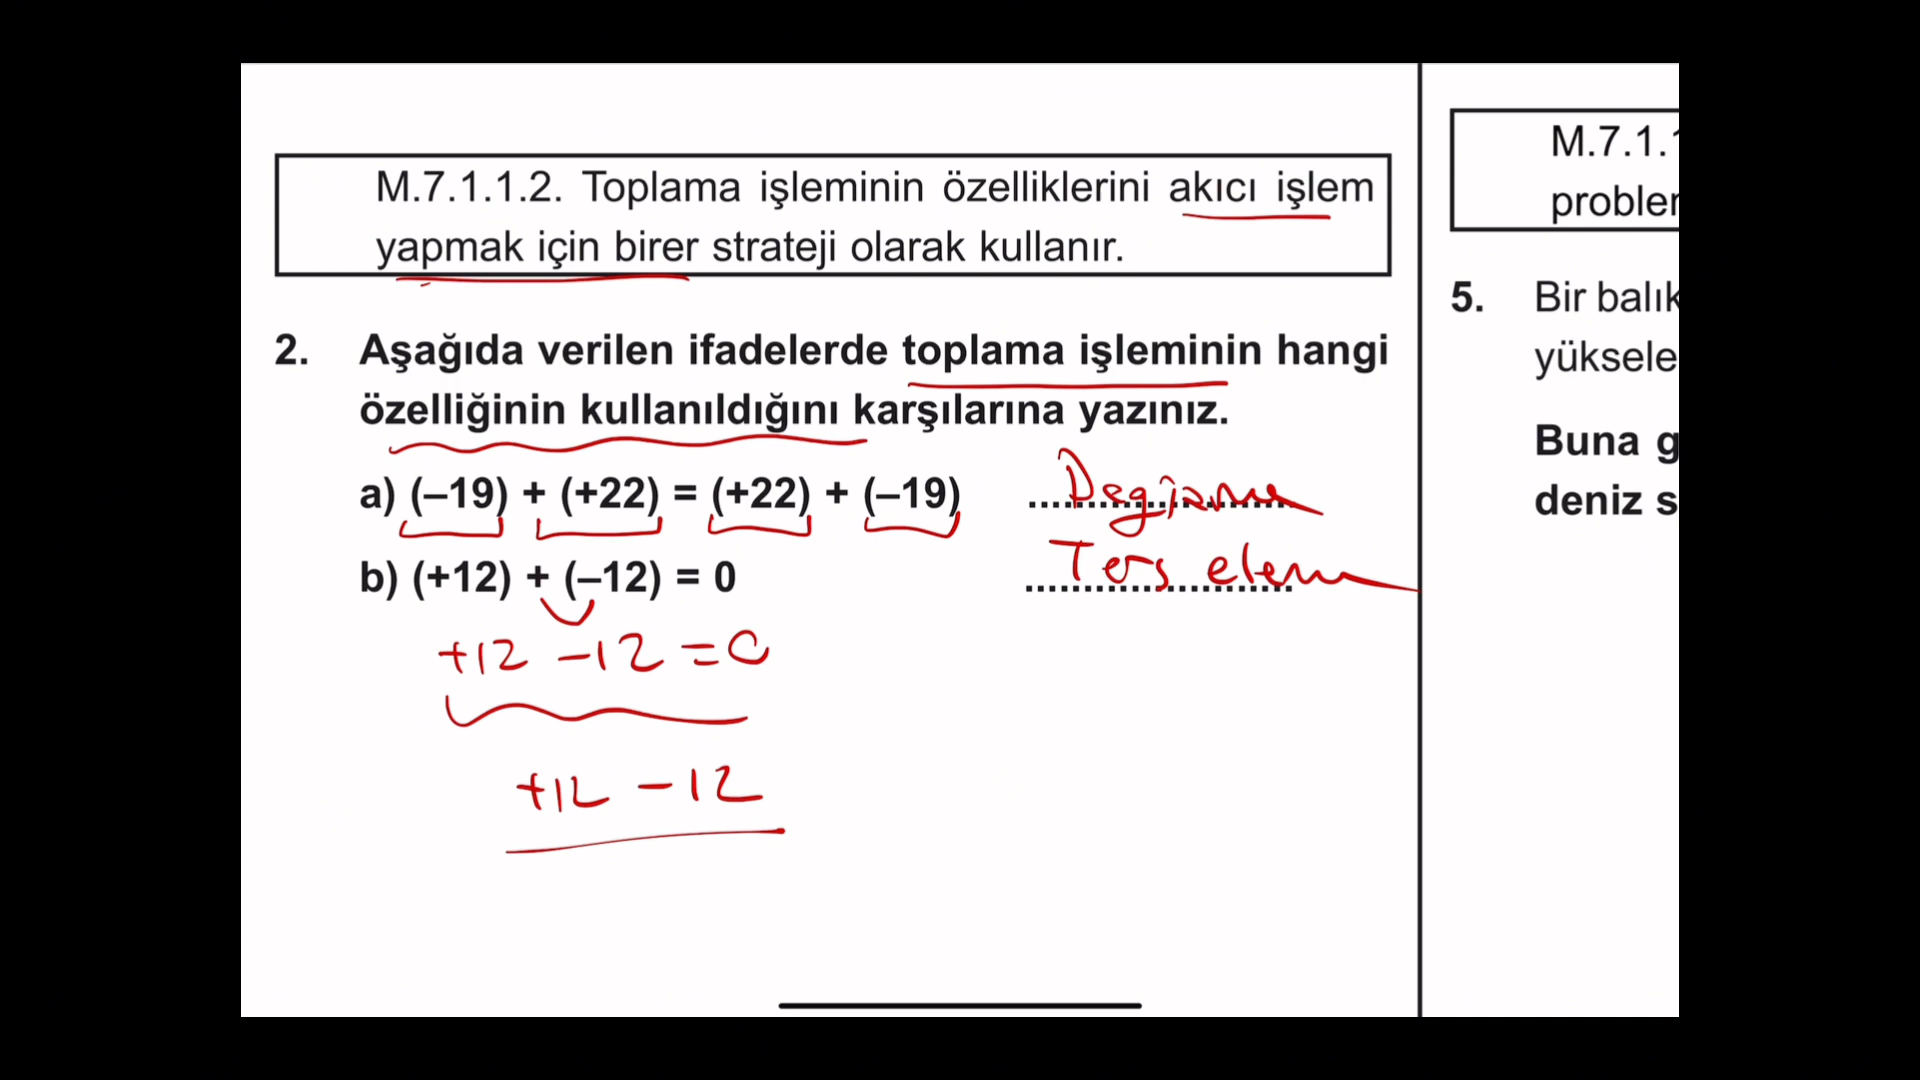 M.7.1.1.2. Toplama işleminin özelliklerini akıcı işlem
yapmak için birer strateji olarak kullanır.
2. Aşağıda verilen ifadelerde toplama işleminin hangi
özelliğinin kullanıldığını karşılarına yazınız.
a) (–19) + (+22) = (+22) + (–19) ........ Değişme
b) (+12) + (–12) = 0 ........ Ters elem
+12 -12 = 0
+12 -12
M.7.1.
problem
5. Bir balık
yüksele
Buna g
deniz s